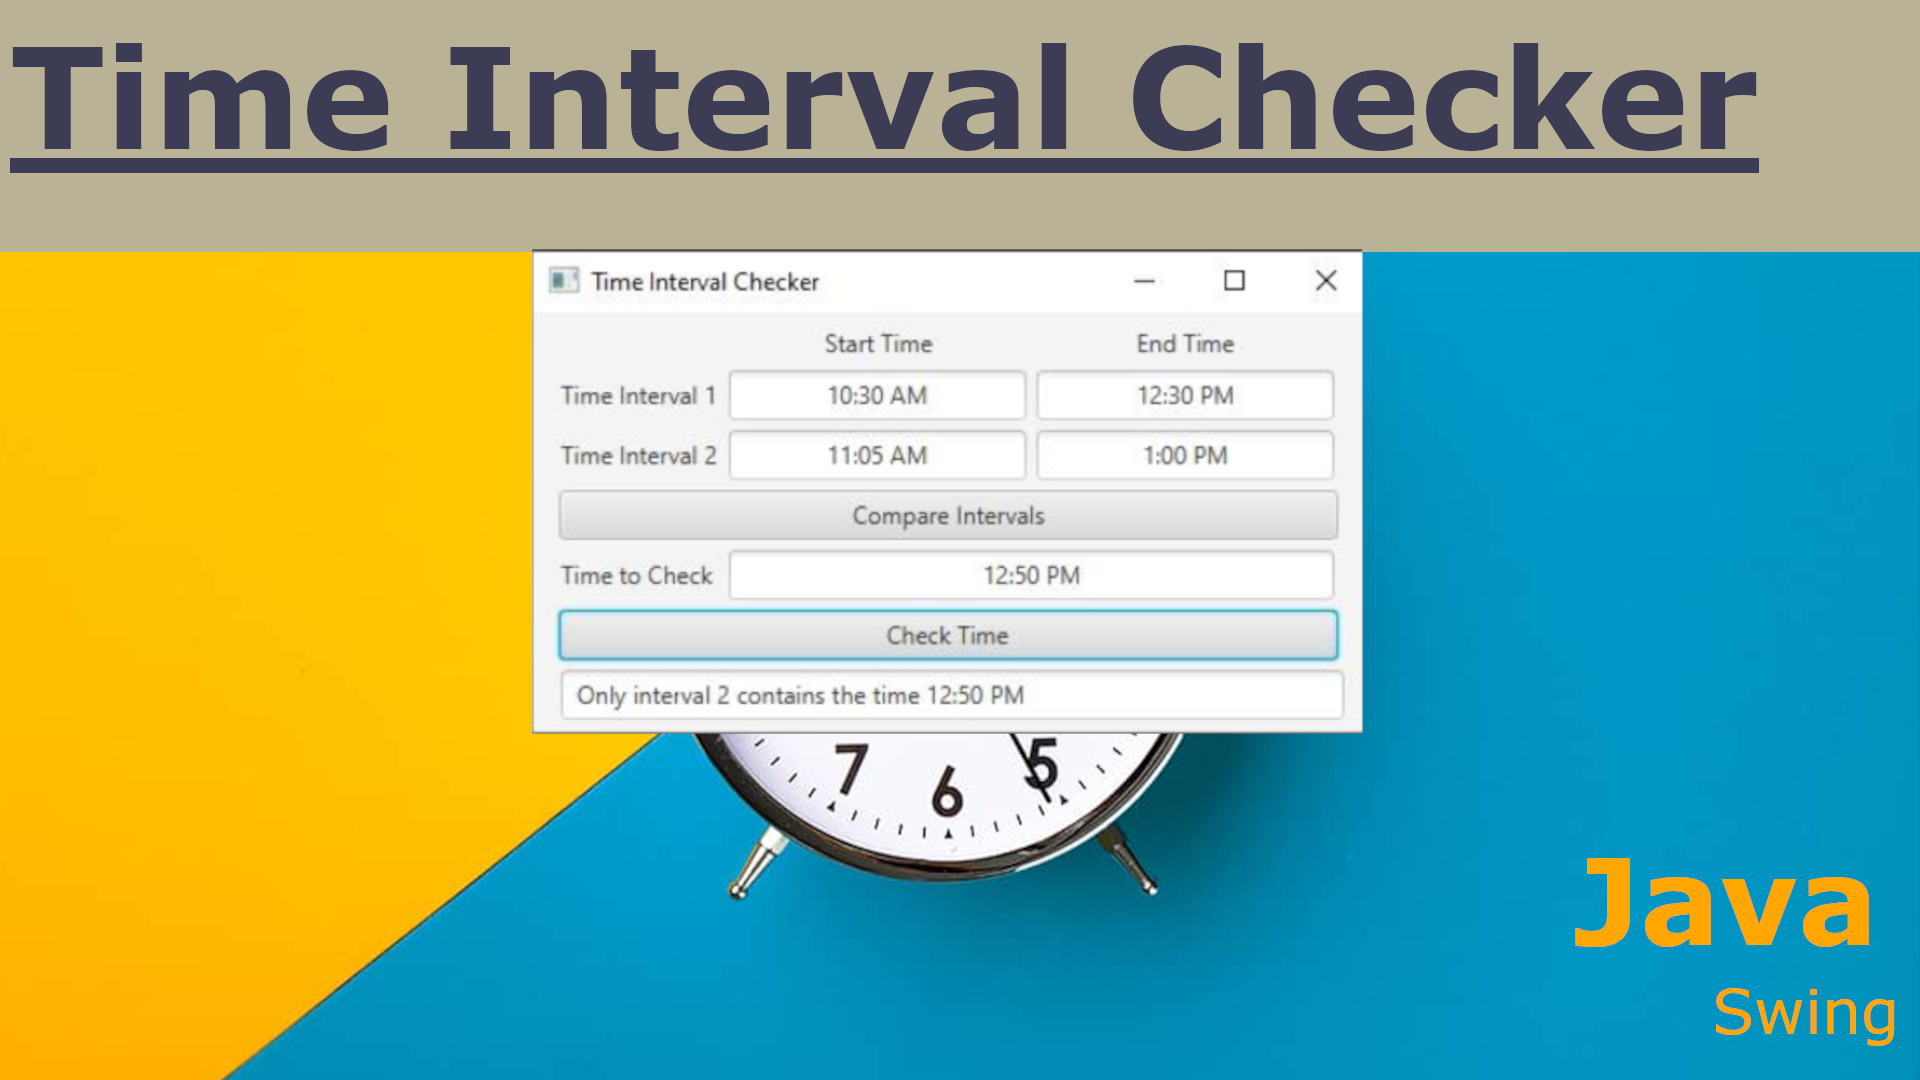 Time Interval Checker
Time Interval Checker
Start Time End Time
Time Interval 1 10:30 AM 12:30 PM
Time Interval 2 11:05 AM 1:00 PM
Compare Intervals
Time to Check 12:50 PM
Check Time
Only interval 2 contains the time 12:50 PM
7 6 5
Java
Swing